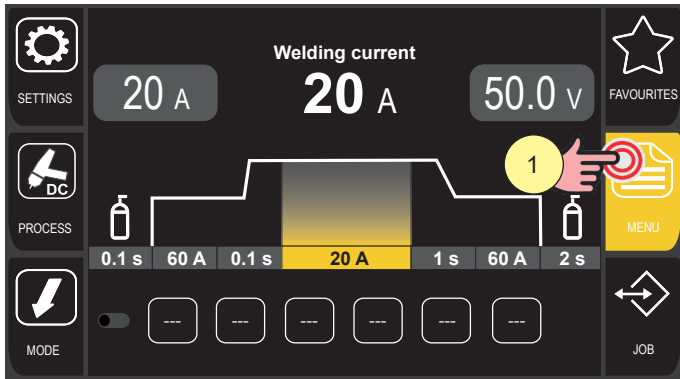 SETTINGS
Welding current
20 A
20 A
50.0 V
FAVOURITES
DC
PROCESS
1
MENU
0.1 s 60 A 0.1 s 20 A 1 s 60 A 2 s
MODE
--- --- --- --- --- ---
JOB